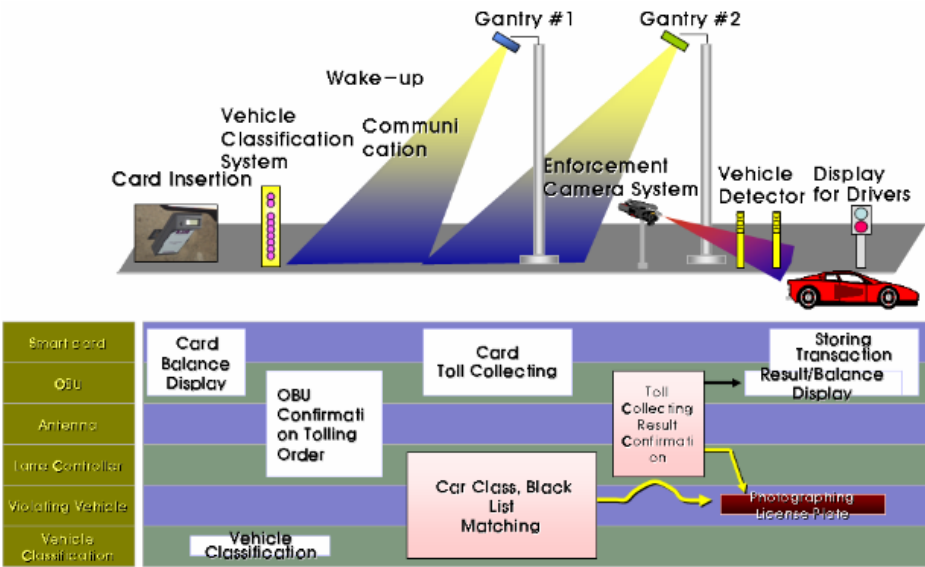 Gantry #1
Gantry #2
Wake-up
Communi
cation
Vehicle
Classification
System
Card Insertion
Enforcement
Camera System
Vehicle
Detector
Display
for Drivers
Smart card
OBU
Antenna
Lane Controller
Violating Vehicle
Vehicle
Classification
Card
Balance
Display
OBU
Confirmati
on Tolling
Order
Vehicle
Classification
Card
Toll Collecting
Car Class, Black
List
Matching
Toll
Collecting
Result
Confirmati
on
Storing
Transaction
Result/Balance
Display
Photographing
License Plate